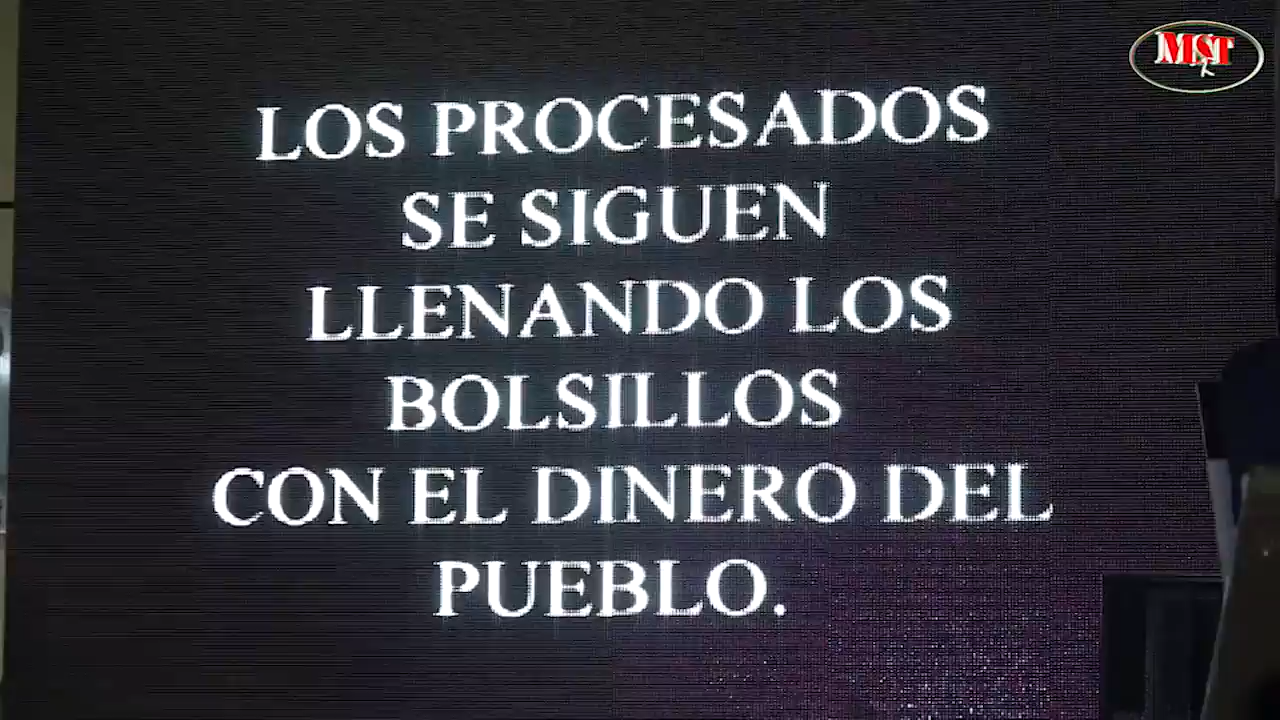 MST
LOS PROCESADOS
SE SIGUEN
LLENANDO LOS
BOLSILLOS
CON EL DINERO DEL
PUEBLO.